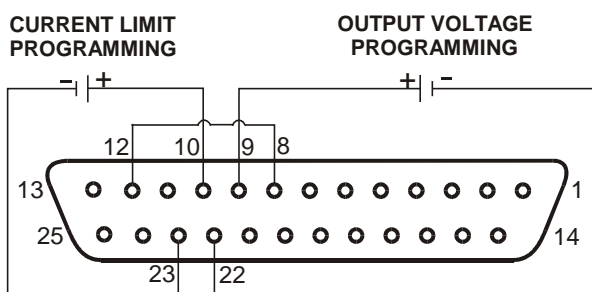 CURRENT LIMIT
PROGRAMMING
OUTPUT VOLTAGE
PROGRAMMING
- + + -
12 10 9 8
13 1
25 14
23 22